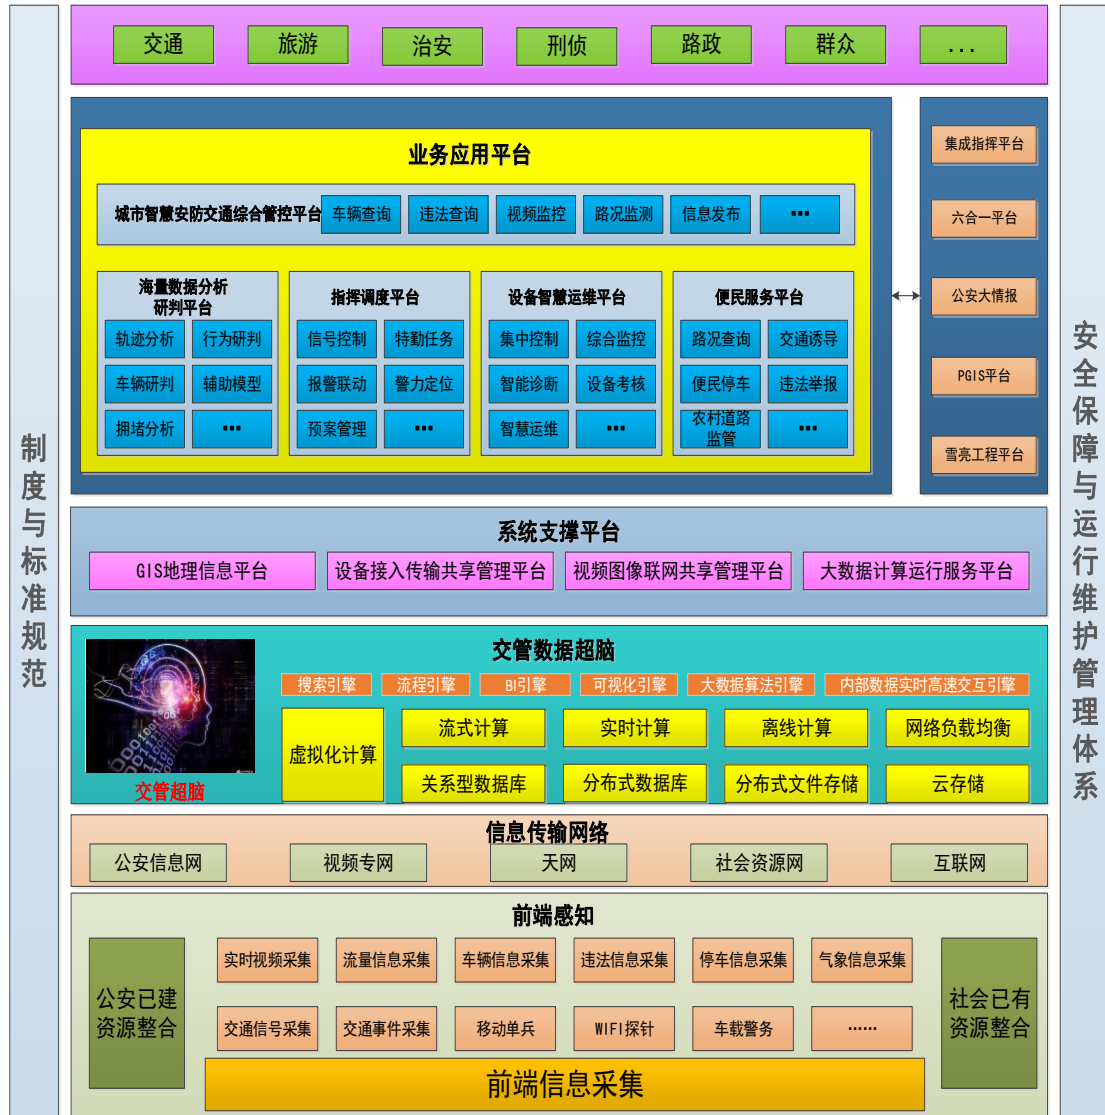 交通
旅游
治安
刑侦
路政
群众
...
业务应用平台
城市智慧安防交通综合管控平台
车辆查询
违法查询
视频监控
路况监测
信息发布
...
海量数据分析
研判平台
轨迹分析
行为研判
车辆研判
辅助模型
拥堵分析
...
指挥调度平台
信号控制
特勤任务
报警联动
警力定位
预案管理
...
设备智慧运维平台
集中控制
综合监控
智能诊断
设备考核
智慧运维
...
便民服务平台
路况查询
交通诱导
便民停车
违法举报
农村道路
监管
...
集成指挥平台
六合一平台
公安大情报
PGIS平台
雪亮工程平台
系统支撑平台
GIS地理信息平台
设备接入传输共享管理平台
视频图像联网共享管理平台
大数据计算运行服务平台
交管数据超脑
交管超脑
搜索引擎
流程引擎
BI引擎
可视化引擎
大数据算法引擎
内部数据实时高速交互引擎
虚拟化计算
流式计算
实时计算
离线计算
网络负载均衡
关系型数据库
分布式数据库
分布式文件存储
云存储
信息传输网络
公安信息网
视频专网
天网
社会资源网
互联网
前端感知
公安已建
资源整合
实时视频采集
流量信息采集
车辆信息采集
违法信息采集
停车信息采集
气象信息采集
交通信号采集
交通事件采集
移动单兵
WIFI探针
车载警务
……
社会已有
资源整合
前端信息采集
制度与标准规范
安全保障与运行维护管理体系